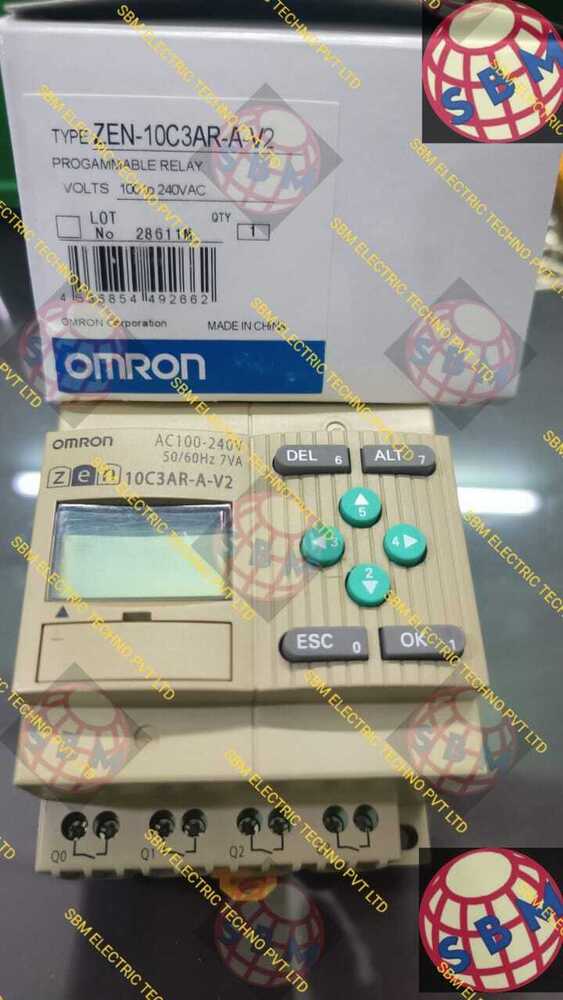 TYPE ZEN-10C3AR-A-V2
PROGAMMABLE RELAY
VOLTS 100 to 240VAC
LOT No 28611M QTY 1
OMRON Corporation MADE IN CHINA
OMRON
OMRON
AC100-240V
50/60Hz 7VA
zen 10C3AR-A-V2
DEL 6 ALT 7
5
3 4
2
ESC 0 OK 1
Q0 Q1 Q2
SBM
SBM
SBM ELECTRIC TECHNO PVT LTD